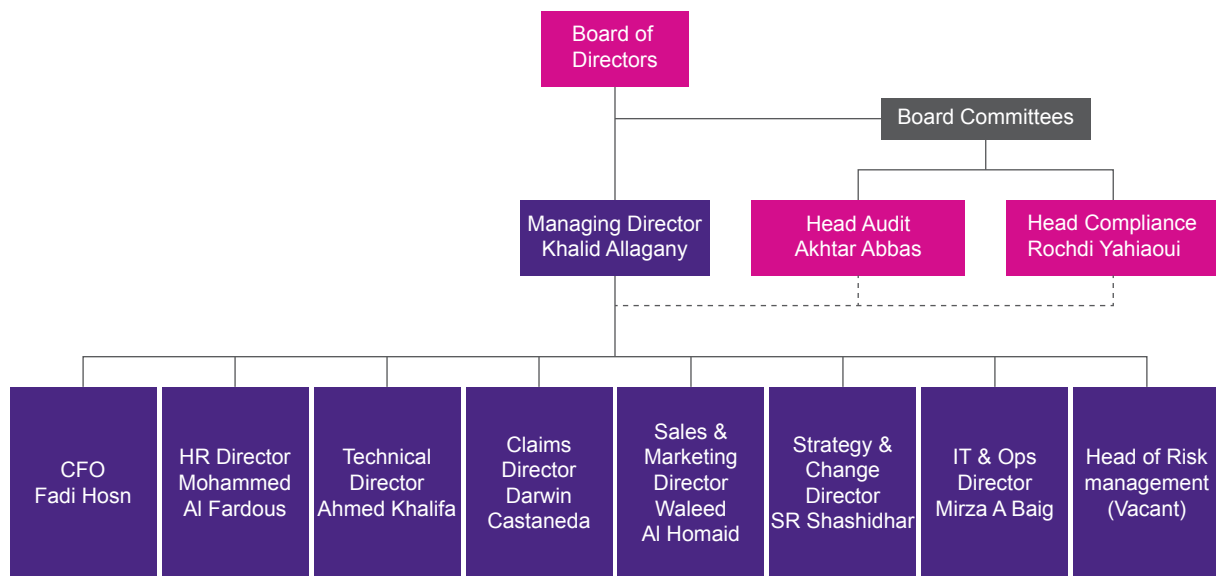 Board of
Directors
Board Committees
Managing Director
Khalid Allagany
Head Audit
Akhtar Abbas
Head Compliance
Rochdi Yahiaoui
CFO
Fadi Hosn
HR Director
Mohammed
Al Fardous
Technical
Director
Ahmed Khalifa
Claims
Director
Darwin
Castaneda
Sales &
Marketing
Director
Waleed
Al Homaid
Strategy &
Change
Director
SR Shashidhar
IT & Ops
Director
Mirza A Baig
Head of Risk
management
(Vacant)